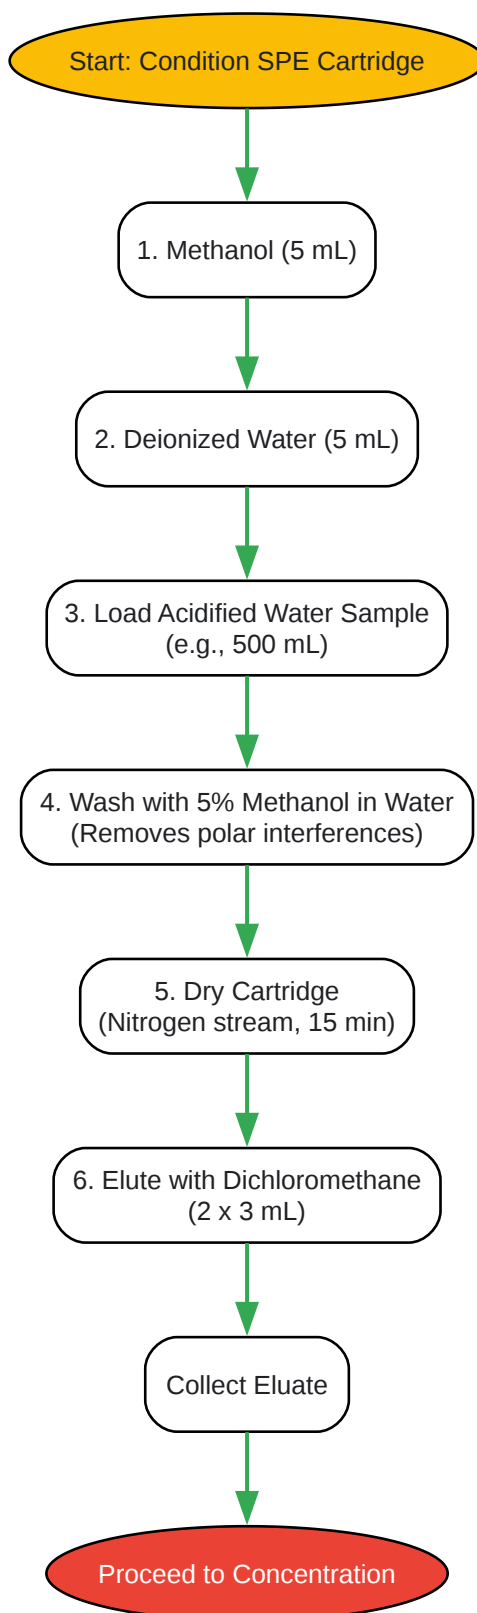 Start: Condition SPE Cartridge
1. Methanol (5 mL)
2. Deionized Water (5 mL)
3. Load Acidified Water Sample
(e.g., 500 mL)
4. Wash with 5% Methanol in Water
(Removes polar interferences)
5. Dry Cartridge
(Nitrogen stream, 15 min)
6. Elute with Dichloromethane
(2 x 3 mL)
Collect Eluate
Proceed to Concentration